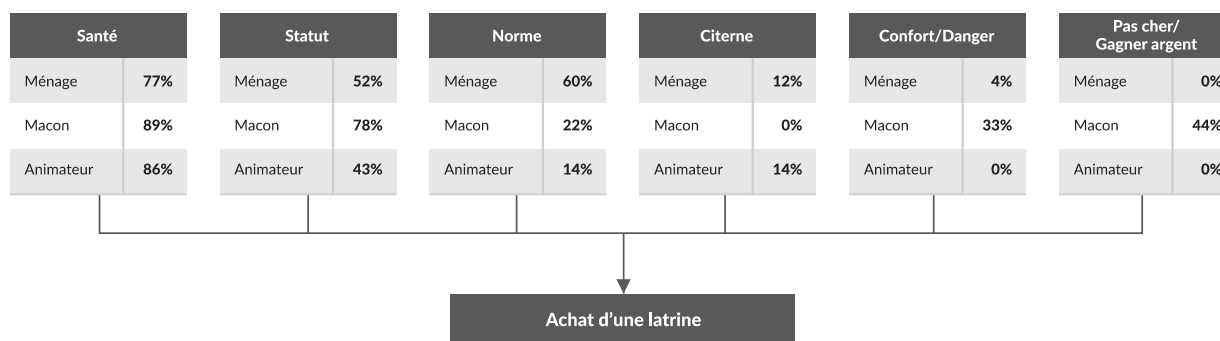 Santé
Ménage 77%
Macon 89%
Animateur 86%
Statut
Ménage 52%
Macon 78%
Animateur 43%
Norme
Ménage 60%
Macon 22%
Animateur 14%
Citerne
Ménage 12%
Macon 0%
Animateur 14%
Confort/Danger
Ménage 4%
Macon 33%
Animateur 0%
Pas cher/
Gagner argent
Ménage 0%
Macon 44%
Animateur 0%
Achat d’une latrine